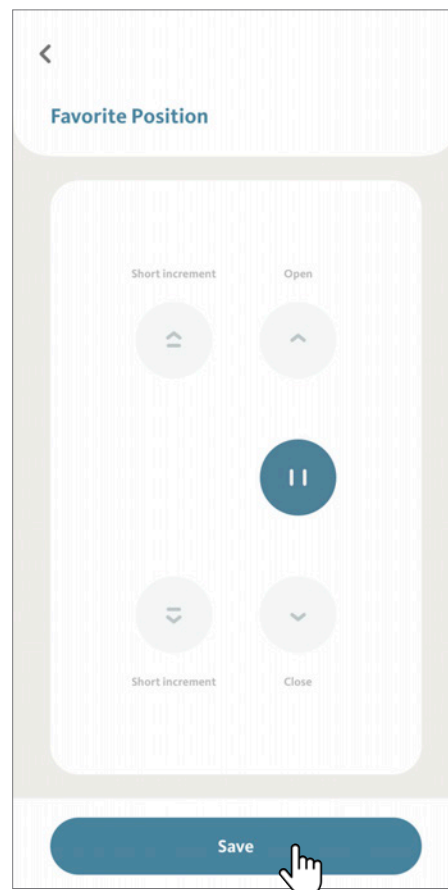 Favorite Position
Short increment
Open
Short increment
Close
Save